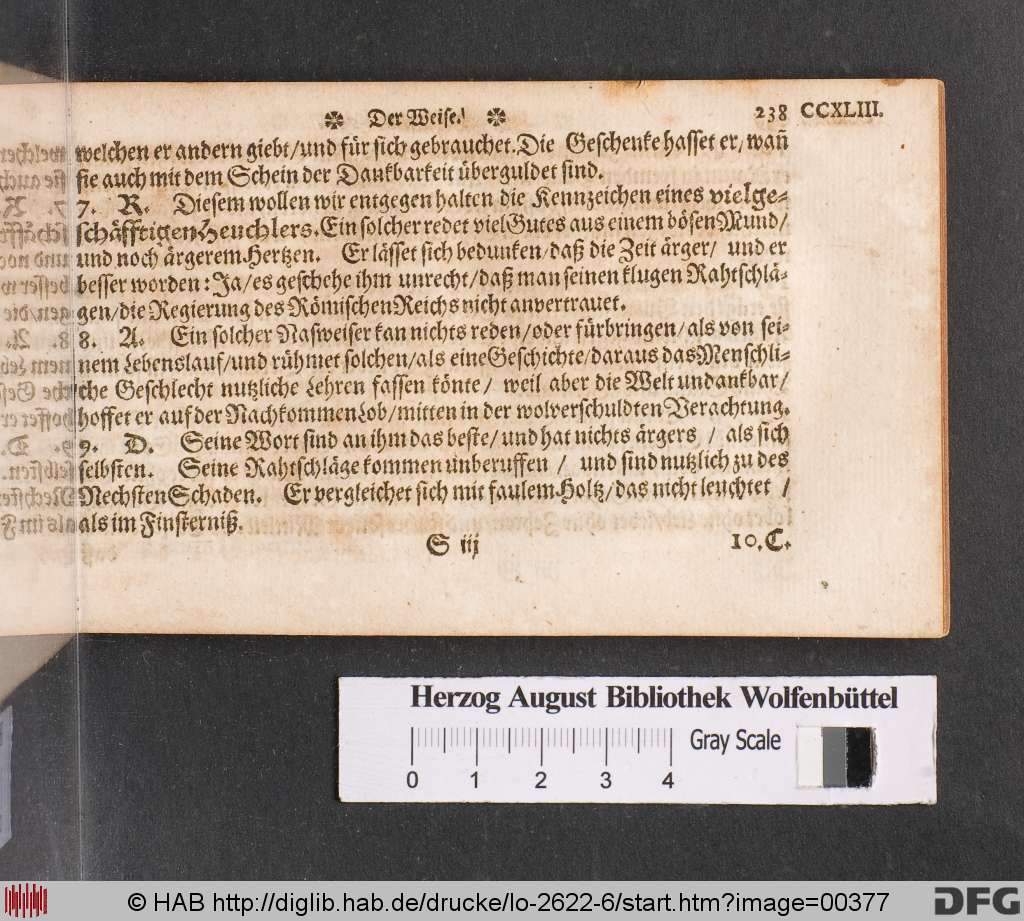 ✼ Der Weise. ✼ 238 CCXLIII.
welchen er andern giebt/und für sich gebrauchet. Die Geschenke hasset er/wañ
sie auch mit dem Schein der Dankbarkeit überguldet sind.
7. R. Diesem wollen wir entgegen halten die Kennzeichen eines vielge-
schäfftigen Heuchlers. Ein solcher redet viel Gutes aus einem bösen Mund/
und noch ärgerem Hertzen. Er lässet sich bedunken/daß die Zeit ärger/ und er
besser worden: Ja/es geschehe ihm unrecht/daß man seinen klugen Rahtschlä-
gen/die Regierung des Römischen Reichs nicht anvertrauet.
8. A. Ein solcher Nasweiser kan nichts reden/oder fürbringen/als von sei-
nem Lebenslauf/und rühmet solchen/als eine Geschichte/daraus das Menschli-
che Geschlecht nutzliche Lehren fassen könte/ weil aber die Welt undankbar/
hoffet er auf der Nachkommen Lob/mitten in der wolverschuldten Verachtung.
9. D. Seine Wort sind an ihm das beste/und hat nichts ärgers / als sich
selbsten. Seine Rahtschläge kommen unberuffen / und sind nutzlich zu des
Nechsten Schaden. Er vergleichet sich mit faulem Holtz/das nicht leuchtet /
als im Finsterniß.
S iij 10. C.
Herzog August Bibliothek Wolfenbüttel
Gray Scale
0 1 2 3 4
© HAB http://diglib.hab.de/drucke/lo-2622-6/start.htm?image=00377
DFG